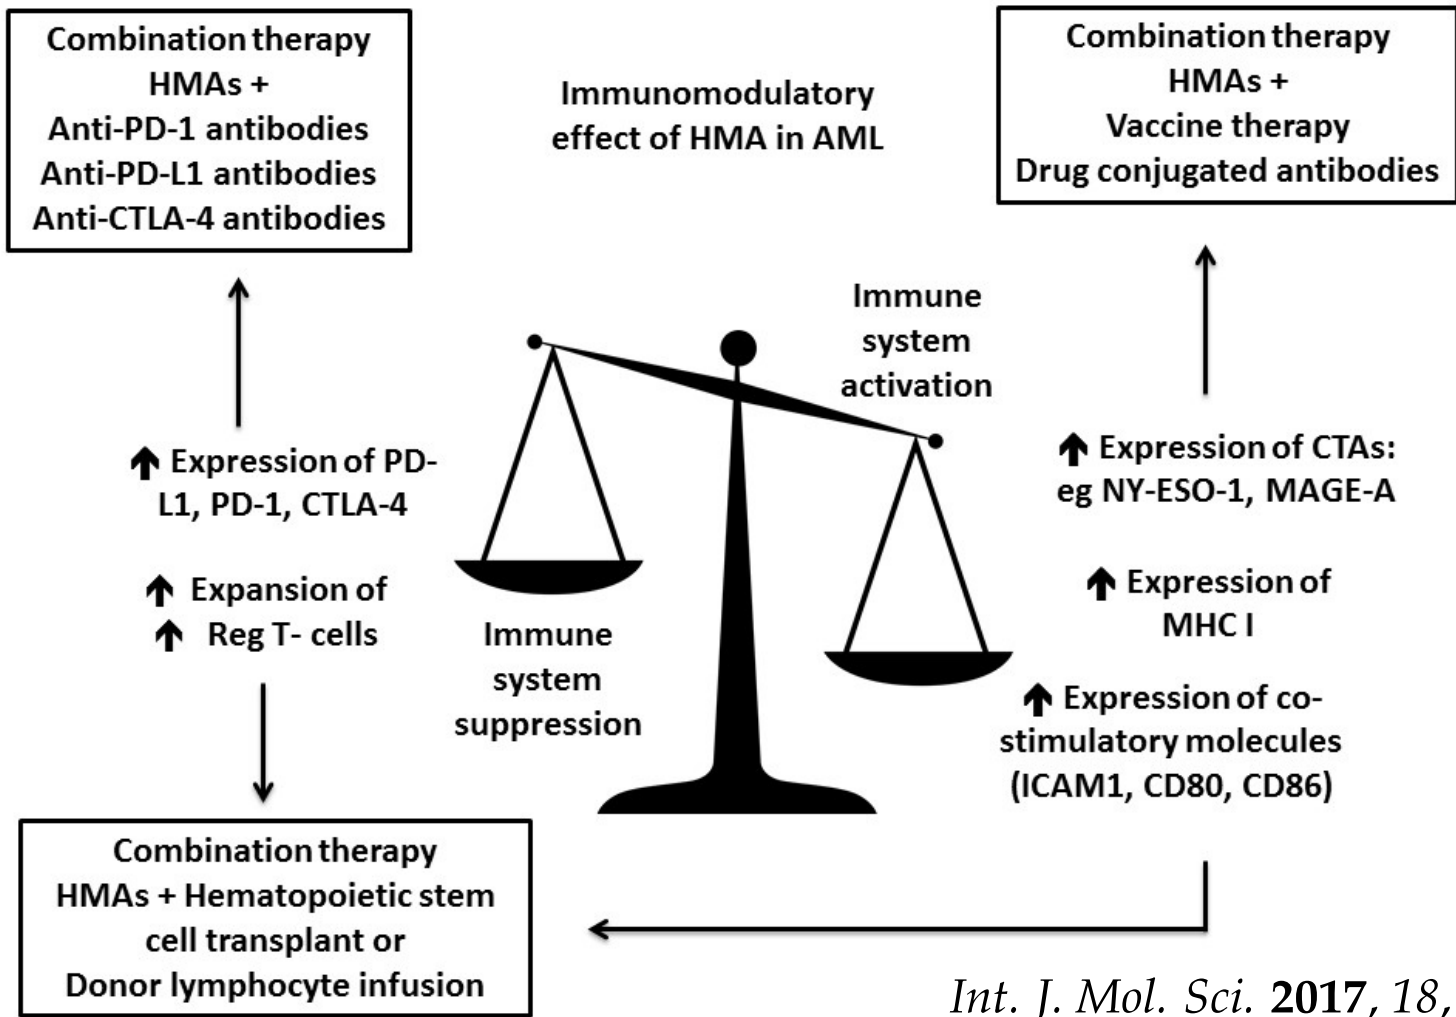 Combination therapy
HMAs +
Anti-PD-1 antibodies
Anti-PD-L1 antibodies
Anti-CTLA-4 antibodies
Immunomodulatory
effect of HMA in AML
Combination therapy
HMAs +
Vaccine therapy
Drug conjugated antibodies
Immune
system
activation
Expression of PD-
L1, PD-1, CTLA-4
Expansion of
Reg T- cells
Immune
system
suppression
Expression of CTAs:
eg NY-ESO-1, MAGE-A
Expression of
MHC I
Expression of co-
stimulatory molecules
(ICAM1, CD80, CD86)
Combination therapy
HMAs + Hematopoietic stem
cell transplant or
Donor lymphocyte infusion
Int. J. Mol. Sci. 2017, 18,